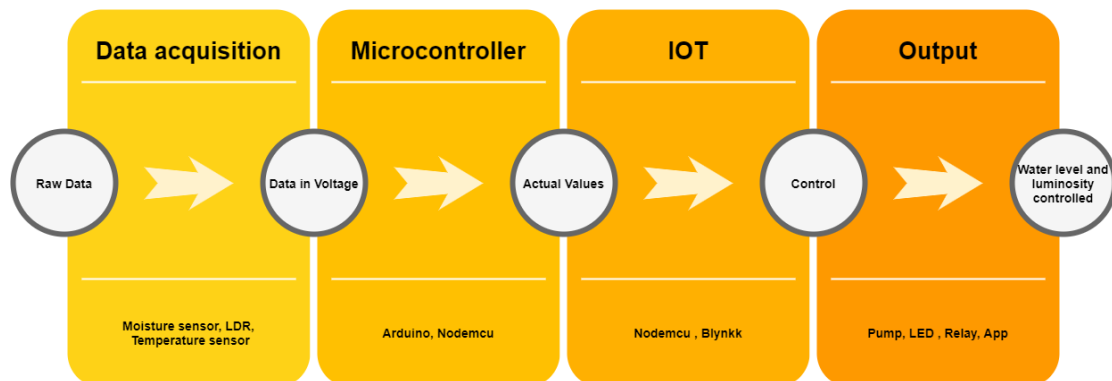 Data acquisition
Microcontroller
IOT
Output
Raw Data
Data in Voltage
Actual Values
Control
Water level and
luminosity
controlled
Moisture sensor, LDR,
Temperature sensor
Arduino, Nodemcu
Nodemcu , Blynkk
Pump, LED , Relay, App